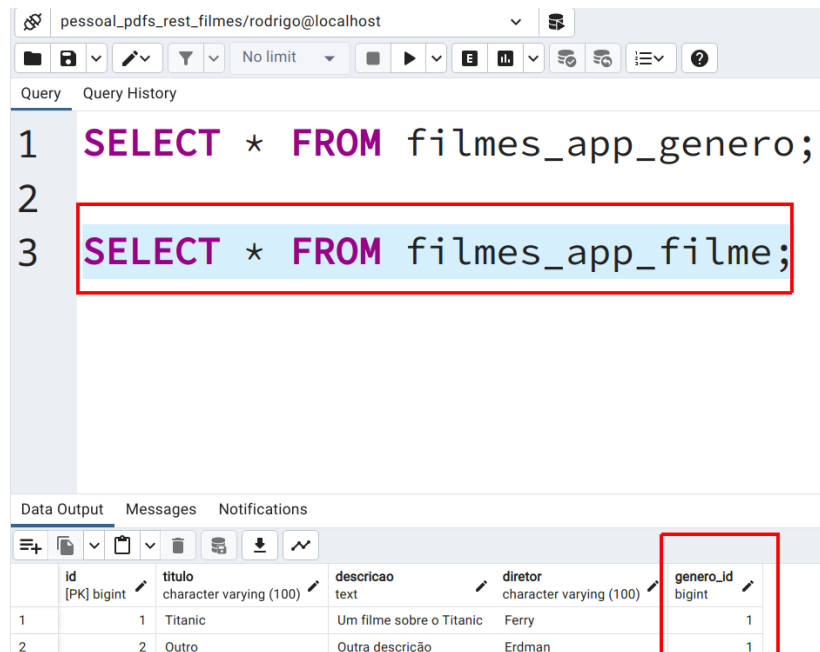 pessoal_pdfs_rest_filmes/rodrigo@localhost
No limit
E
Query Query History
1 SELECT * FROM filmes_app_genero;
2
3 SELECT * FROM filmes_app_filme;
Data Output Messages Notifications
id titulo descricao diretor genero_id
[PK] bigint character varying (100) text character varying (100) bigint
1 1 Titanic Um filme sobre o Titanic Ferry 1
2 2 Outro Outra descrição Erdman 1